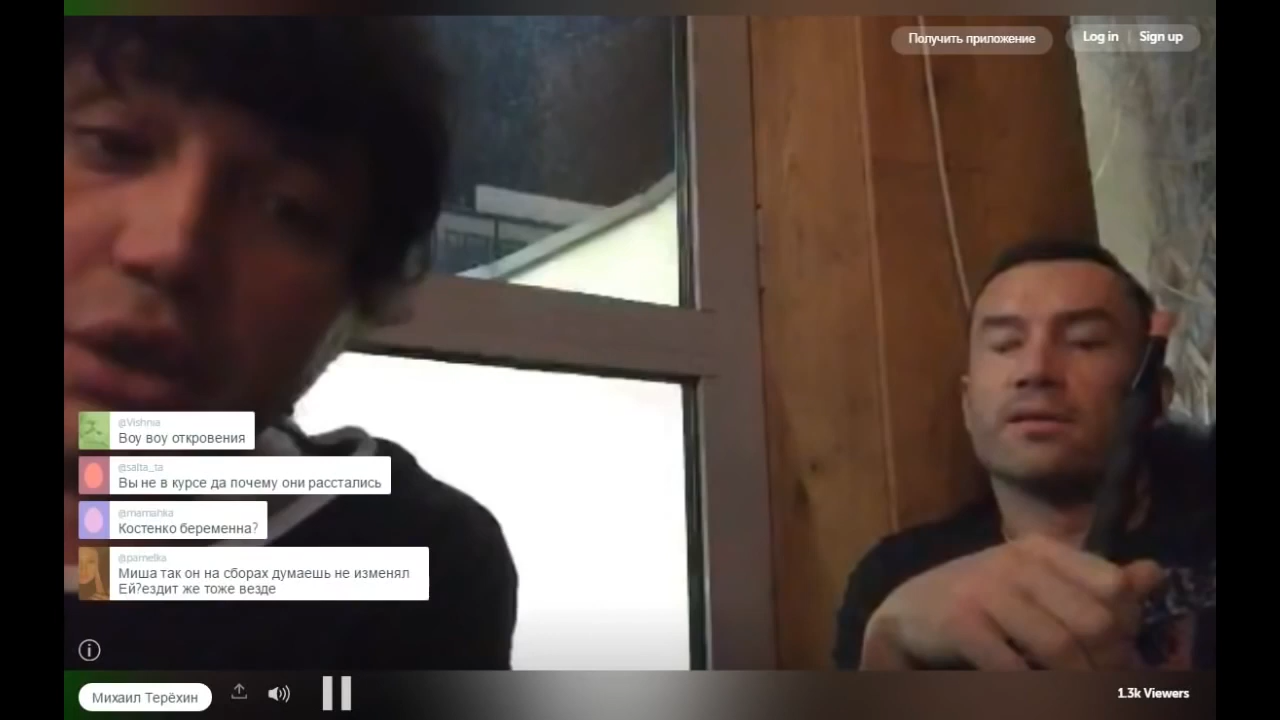 Получить приложение
Log in | Sign up
@Vishnia
Воу воу откровения
@salta_ta
Вы не в курсе да почему они расстались
@mamahka
Костенко беременна?
@pamelka
Миша так он на сборах думаешь не изменял
Ей?ездит же тоже везде
Михаил Терёхин
1.3k Viewers